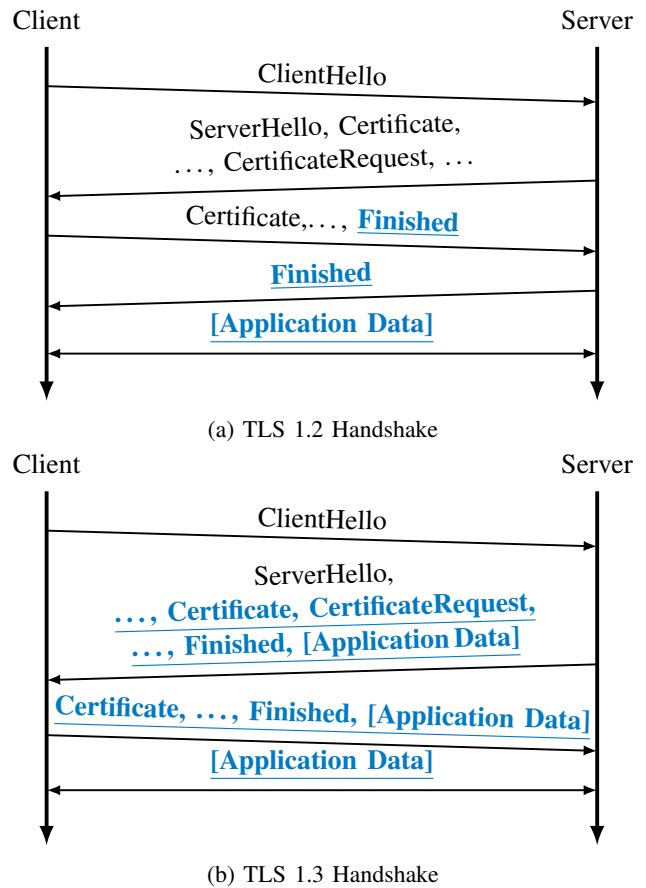 Client Server
ClientHello
ServerHello, Certificate,
..., CertificateRequest, ...
Certificate,..., Finished
Finished
[Application Data]
(a) TLS 1.2 Handshake
Client Server
ClientHello
ServerHello,
..., Certificate, CertificateRequest,
..., Finished, [Application Data]
Certificate, ..., Finished, [Application Data]
[Application Data]
(b) TLS 1.3 Handshake